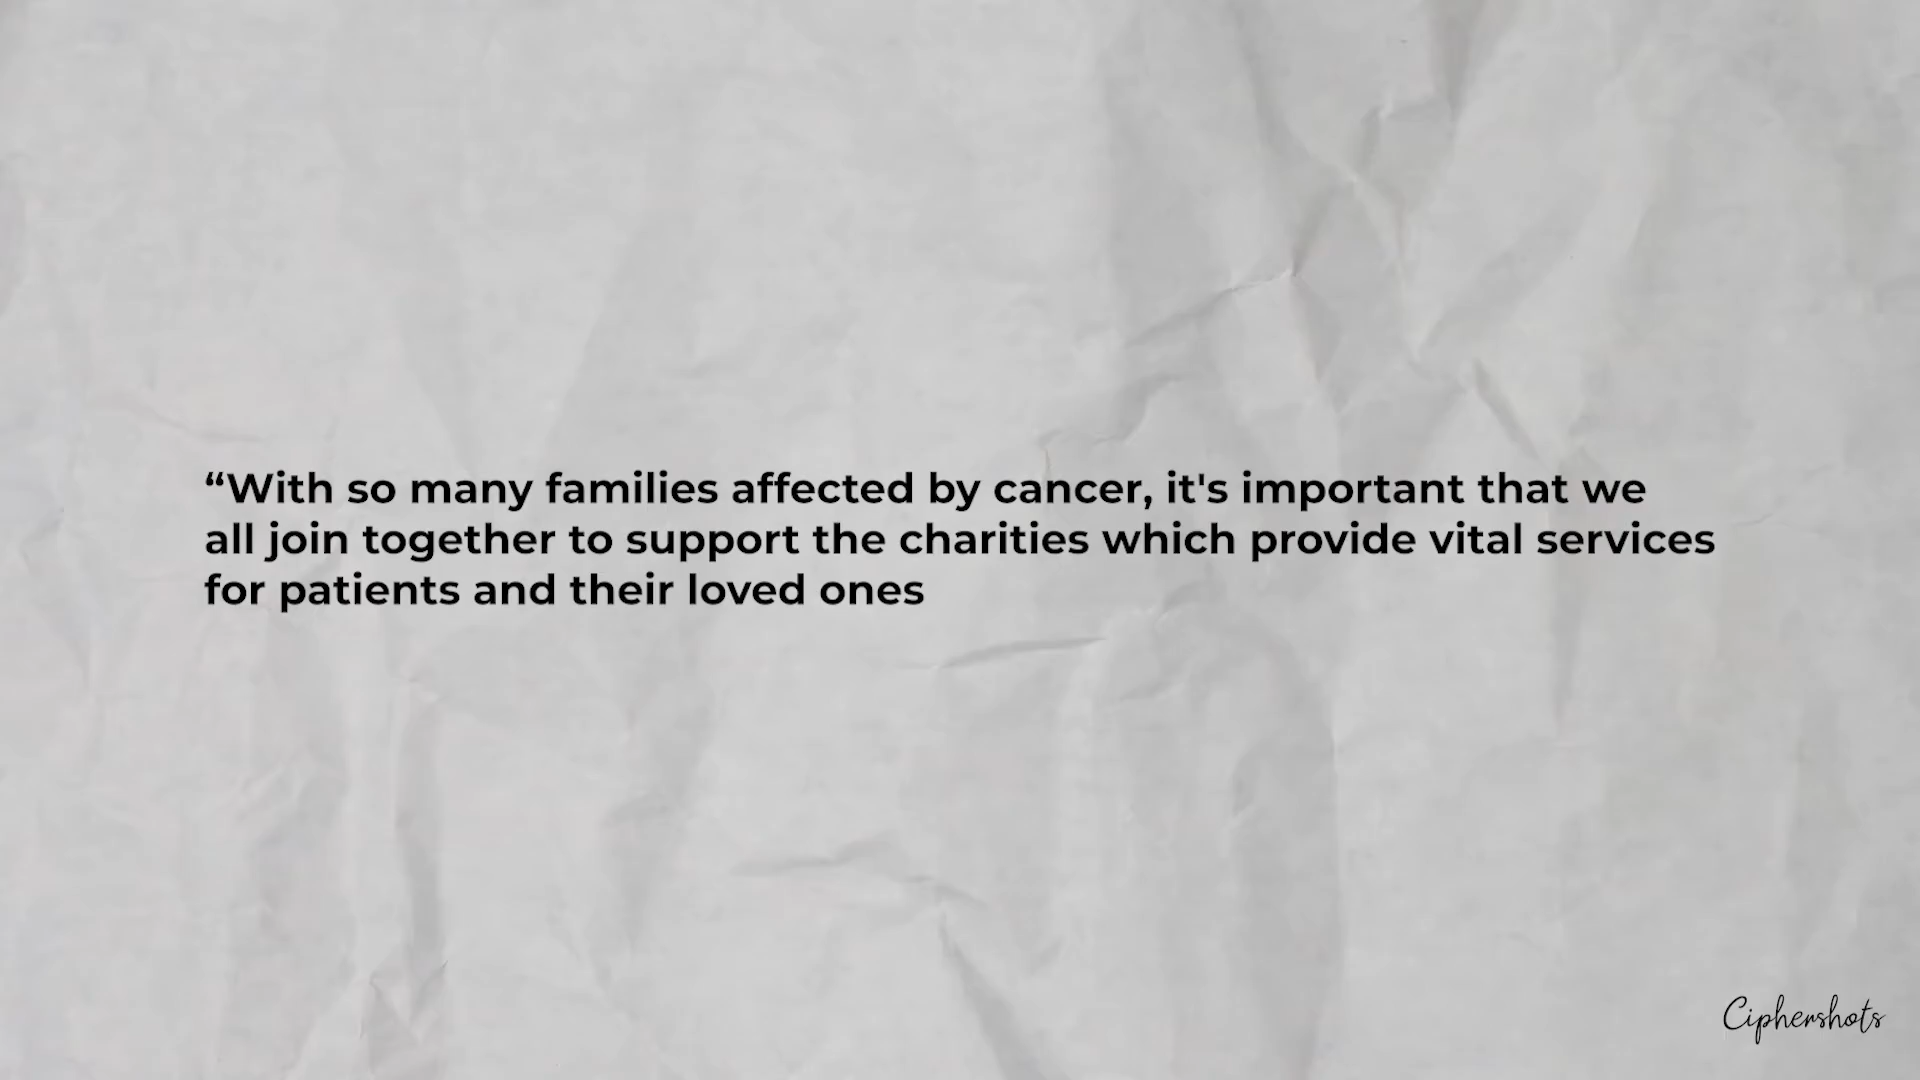 “With so many families affected by cancer, it's important that we
all join together to support the charities which provide vital services
for patients and their loved ones
Ciphershots